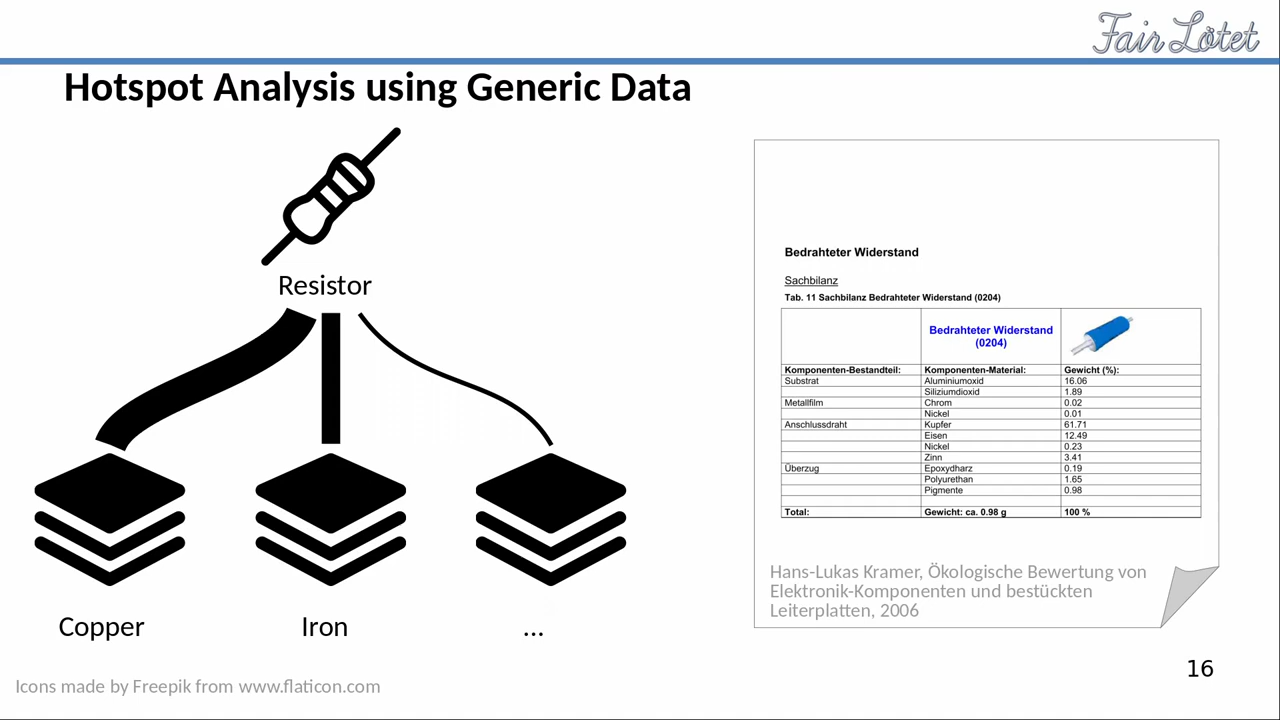 Fair Lötet
Hotspot Analysis using Generic Data
Resistor
Copper
Iron
...
Bedrahteter Widerstand
Sachbilanz
Tab. 11 Sachbilanz Bedrahteter Widerstand (0204)
Bedrahteter Widerstand
(0204)
Komponenten-Bestandteil: Komponenten-Material: Gewicht (%):
Substrat Aluminiumoxid 16.06
Siliziumdioxid 1.89
Metallfilm Chrom 0.02
Nickel 0.01
Anschlussdraht Kupfer 61.71
Eisen 12.49
Nickel 0.23
Zinn 3.41
Überzug Epoxydharz 0.19
Polyurethan 1.65
Pigmente 0.98
Total: Gewicht: ca. 0.98 g 100 %
Hans-Lukas Kramer, Ökologische Bewertung von
Elektronik-Komponenten und bestückten
Leiterplatten, 2006
16
Icons made by Freepik from www.flaticon.com